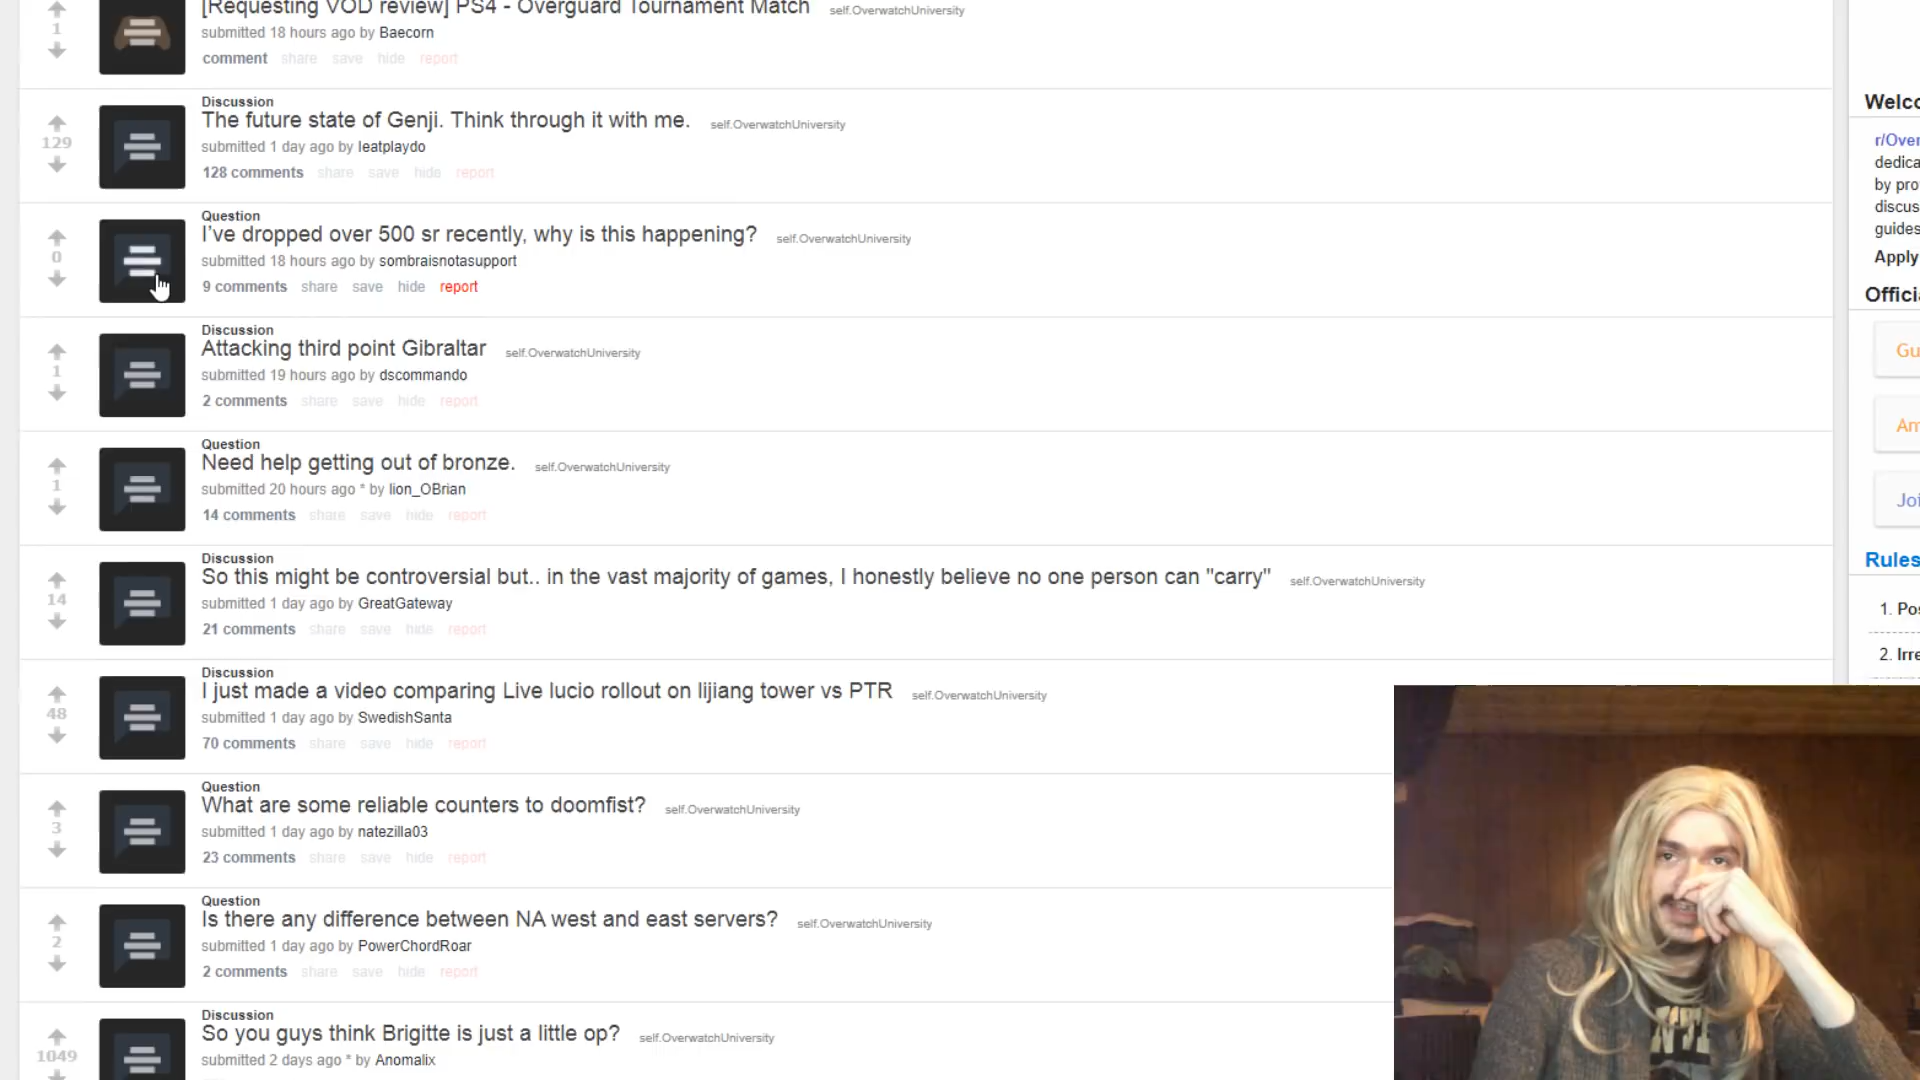 [Requesting VOD review] PS4 - Overguard Tournament Match self.OverwatchUniversity
1
submitted 18 hours ago by Baecorn
comment share save hide report
Discussion
The future state of Genji. Think through it with me. self.OverwatchUniversity
129
submitted 1 day ago by leatplaydo
128 comments share save hide report
Question
I've dropped over 500 sr recently, why is this happening? self.OverwatchUniversity
0
submitted 18 hours ago by sombraisnotasupport
9 comments share save hide report
Discussion
Attacking third point Gibraltar self.OverwatchUniversity
1
submitted 19 hours ago by dscommando
2 comments share save hide report
Question
Need help getting out of bronze. self.OverwatchUniversity
1
submitted 20 hours ago * by lion_OBrian
14 comments share save hide report
Discussion
So this might be controversial but.. in the vast majority of games, I honestly believe no one person can "carry" self.OverwatchUniversity
14
submitted 1 day ago by GreatGateway
21 comments share save hide report
Discussion
I just made a video comparing Live lucio rollout on lijiang tower vs PTR self.OverwatchUniversity
48
submitted 1 day ago by SwedishSanta
70 comments share save hide report
Question
What are some reliable counters to doomfist? self.OverwatchUniversity
3
submitted 1 day ago by natezilla03
23 comments share save hide report
Question
Is there any difference between NA west and east servers? self.OverwatchUniversity
2
submitted 1 day ago by PowerChordRoar
2 comments share save hide report
Discussion
So you guys think Brigitte is just a little op? self.OverwatchUniversity
1049
submitted 2 days ago * by Anomalix
Welco
r/Over
dedica
by pro
discus
guides
Apply
Officia
Gu
Am
Joi
Rules
1. Pos
2. Irre